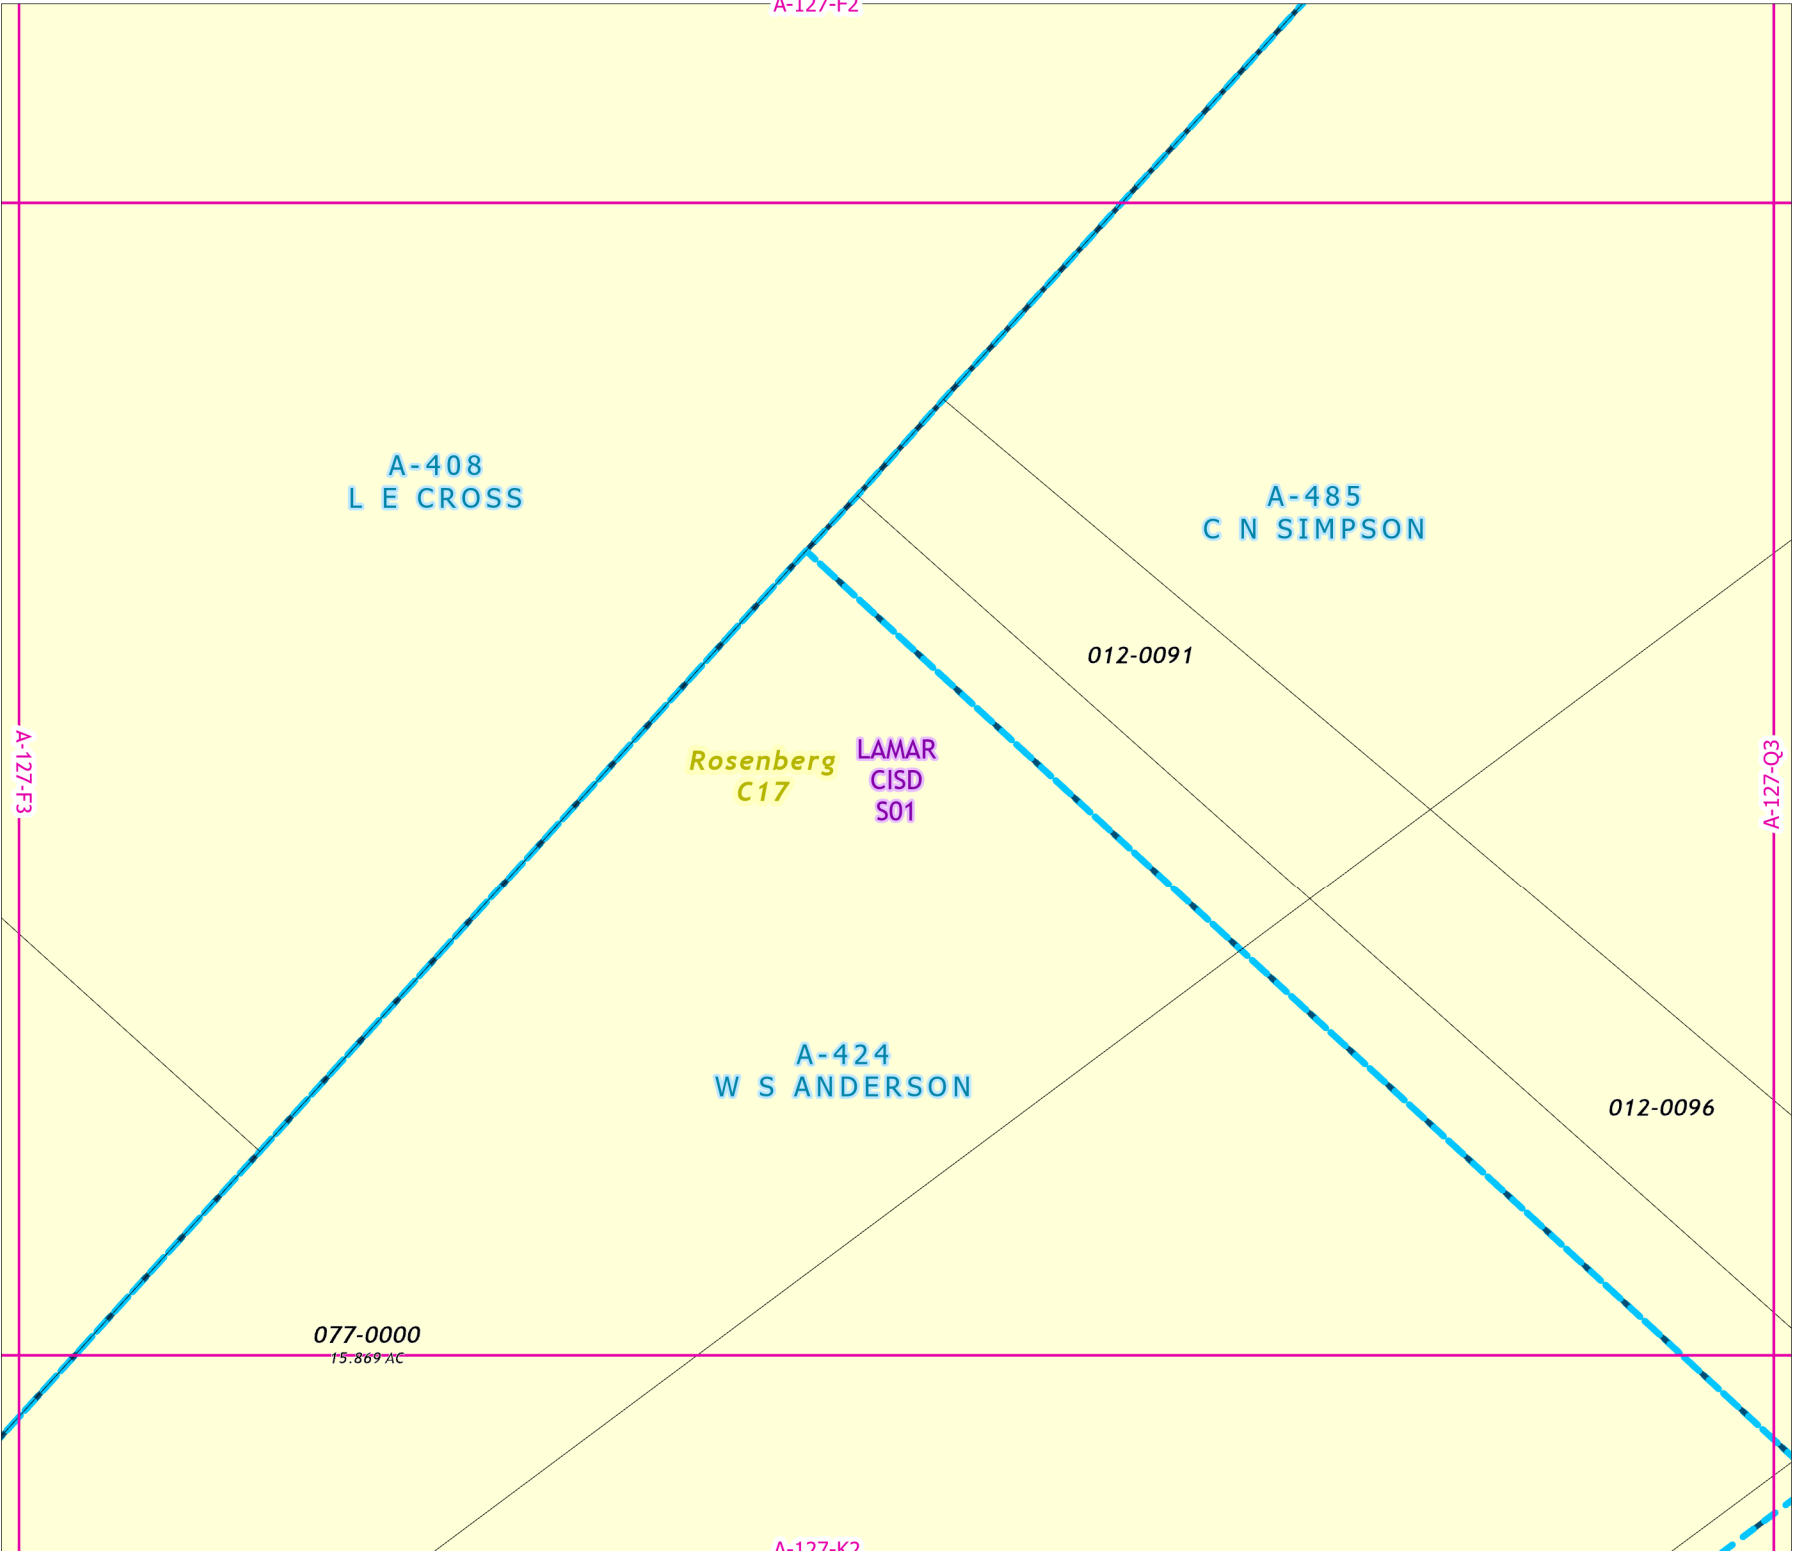 A-127-F2
A-408
L E CROSS
A-485
C N SIMPSON
012-0091
A-127-F3
Rosenberg
C17
LAMAR
CISD
S01
A-127-Q3
A-424
W S ANDERSON
012-0096
077-0000
15.869 AC
A-127-K2